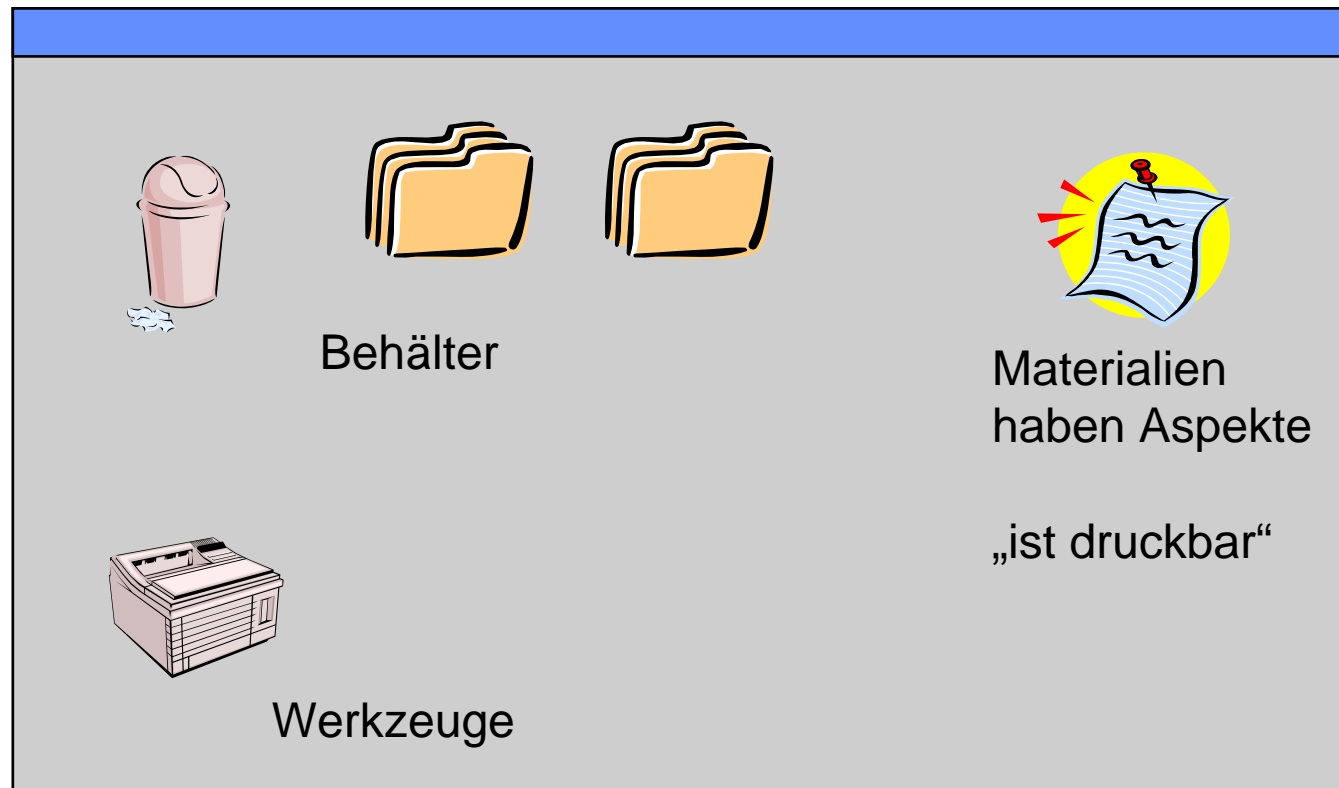 Behälter
Materialien
haben Aspekte
„ist druckbar“
Werkzeuge